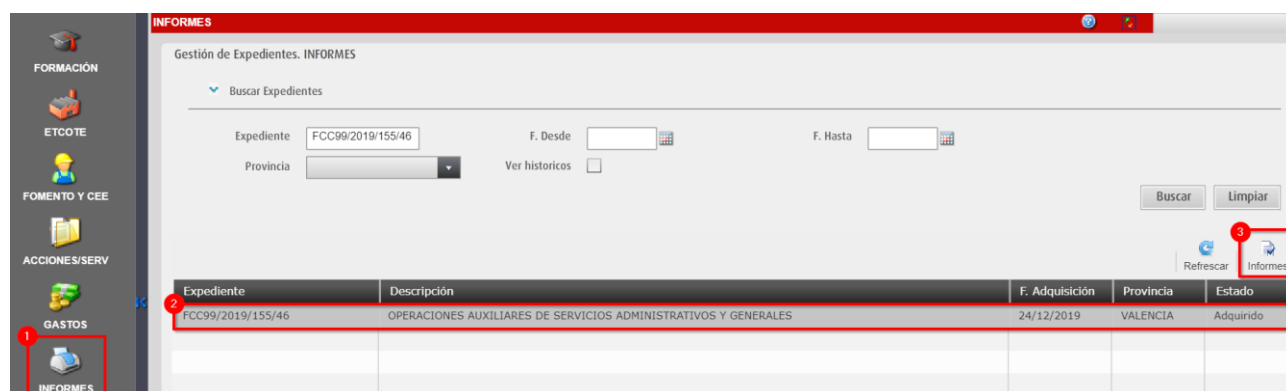 INFORMES
Gestión de Expedientes. INFORMES
Buscar Expedientes
Expediente FCC99/2019/155/46 F. Desde F. Hasta
Provincia Ver historicos
Buscar Limpiar
3
Refrescar Informes
Expediente Descripción F. Adquisición Provincia Estado
2
FCC99/2019/155/46 OPERACIONES AUXILIARES DE SERVICIOS ADMINISTRATIVOS Y GENERALES 24/12/2019 VALENCIA Adquirido
FORMACIÓN
ETCOTE
FOMENTO Y CEE
ACCIONES/SERV
GASTOS
1
INFORMES